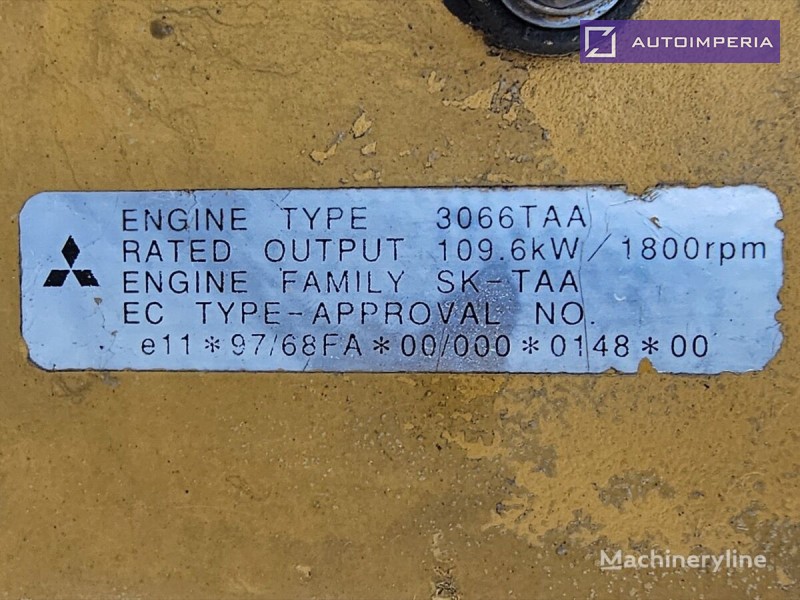 AUTOIMPERIA
ENGINE TYPE 3066TAA
RATED OUTPUT 109.6kW/1800rpm
ENGINE FAMILY SK-TAA
EC TYPE-APPROVAL NO.
e11*97/68FA*00/000*0148*00
Machineryline